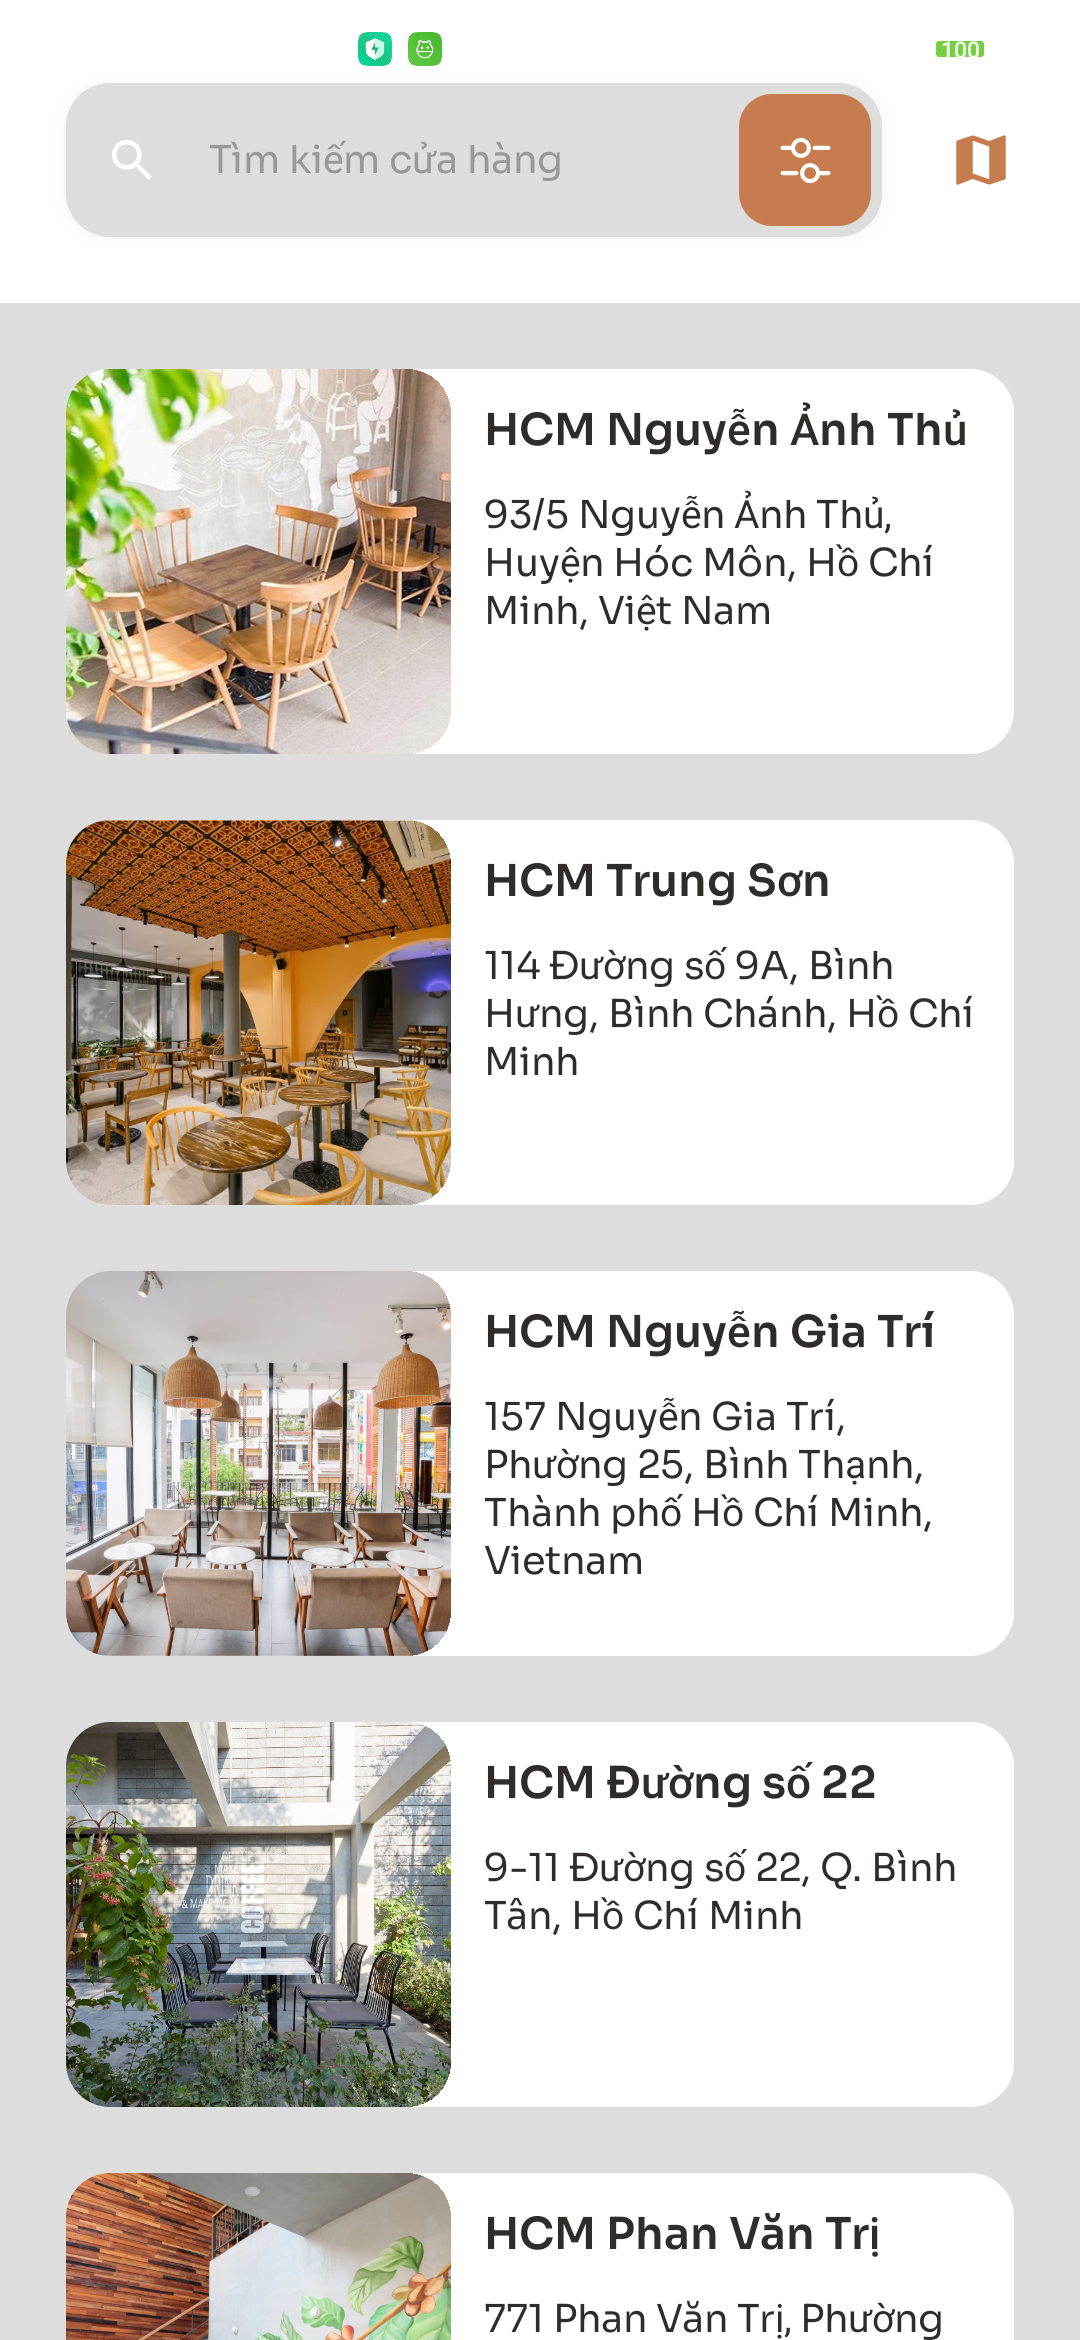 100
Tìm kiếm cửa hàng
HCM Nguyễn Ảnh Thủ
93/5 Nguyễn Ảnh Thủ,
Huyện Hóc Môn, Hồ Chí
Minh, Việt Nam
HCM Trung Sơn
114 Đường số 9A, Bình
Hưng, Bình Chánh, Hồ Chí
Minh
HCM Nguyễn Gia Trí
157 Nguyễn Gia Trí,
Phường 25, Bình Thạnh,
Thành phố Hồ Chí Minh,
Vietnam
HCM Đường số 22
9-11 Đường số 22, Q. Bình
Tân, Hồ Chí Minh
COFFEE
HCM Phan Văn Trị
771 Phan Văn Trị, Phường